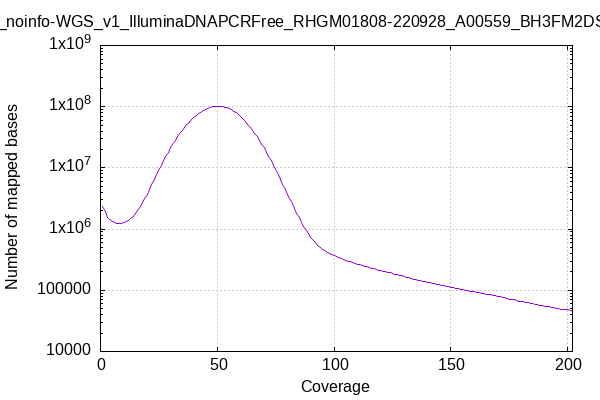 _noinfo-WGS_v1_IlluminaDNAPCRFree_RHGM01808-220928_A00559_BH3FM2DS
1x10⁹
1x10⁸
1x10⁷
1x10⁶
100000
10000
Number of mapped bases
0 50 100 150 200
Coverage